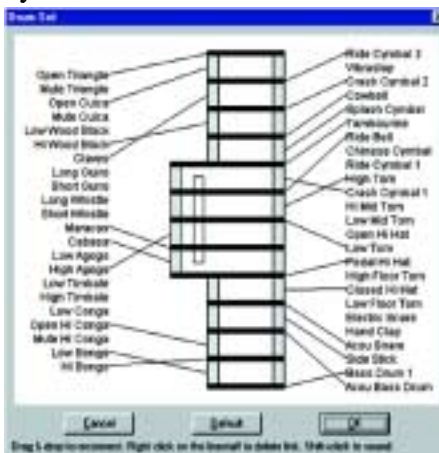 Drum Set
Open Triangle
Mute Triangle
Open Cuica
Mute Cuica
Low Wood Block
Hi Wood Block
Claves
Long Guiro
Short Guiro
Long Whistle
Short Whistle
Maracas
Cabasa
Low Agogo
High Agogo
Low Timbale
High Timbale
Low Conga
Open Hi Conga
Mute Hi Conga
Low Bongo
Hi Bongo
Ride Cymbal 2
Vibraslap
Crash Cymbal 2
Cowbell
Splash Cymbal
Tambourine
Ride Bell
Chinese Cymbal
Ride Cymbal 1
High Tom
Crash Cymbal 1
Hi Mid Tom
Low Mid Tom
Open Hi Hat
Low Tom
Pedal Hi Hat
High Floor Tom
Closed Hi Hat
Low Floor Tom
Electric Snare
Hand Clap
Acou Snare
Side Stick
Bass Drum 1
Acou Bass Drum
Cancel
Default
OK
Drag & drop to reconnect. Right click on the line/staff to delete link. Shift-click to sound.